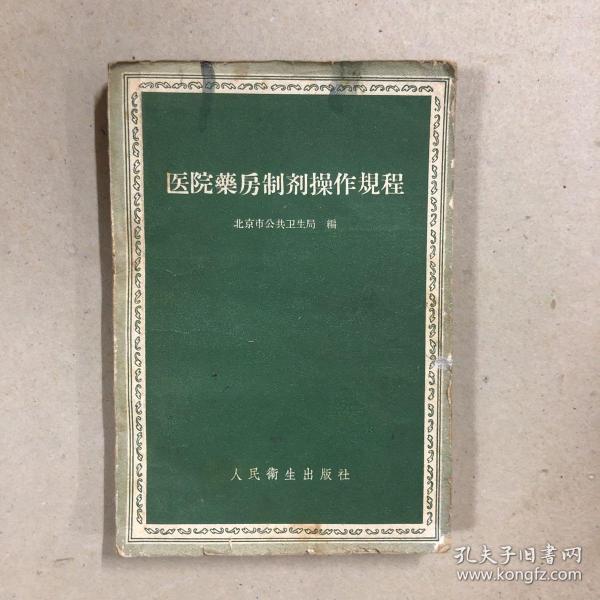 医院藥房制剂操作規程
北京市公共卫生局 編
人民衛生出版社
孔夫子旧書网
www.kongfz.com